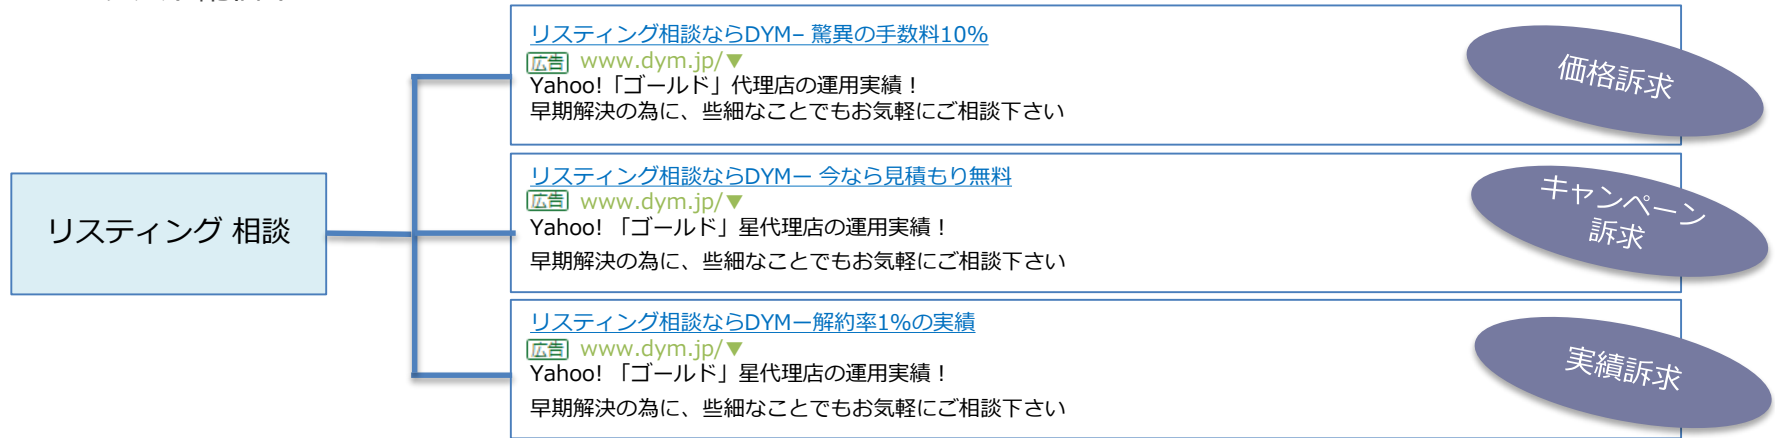 リスティング 相談
リスティング相談ならDYM– 驚異の手数料10%
広告 www.dym.jp/▼
Yahoo!「ゴールド」代理店の運用実績！
早期解決の為に、些細なことでもお気軽にご相談下さい
価格訴求
リスティング相談ならDYMー 今なら見積もり無料
広告 www.dym.jp/▼
Yahoo! 「ゴールド」星代理店の運用実績！
早期解決の為に、些細なことでもお気軽にご相談下さい
キャンペーン
訴求
リスティング相談ならDYMー解約率1%の実績
広告 www.dym.jp/▼
Yahoo! 「ゴールド」星代理店の運用実績！
早期解決の為に、些細なことでもお気軽にご相談下さい
実績訴求